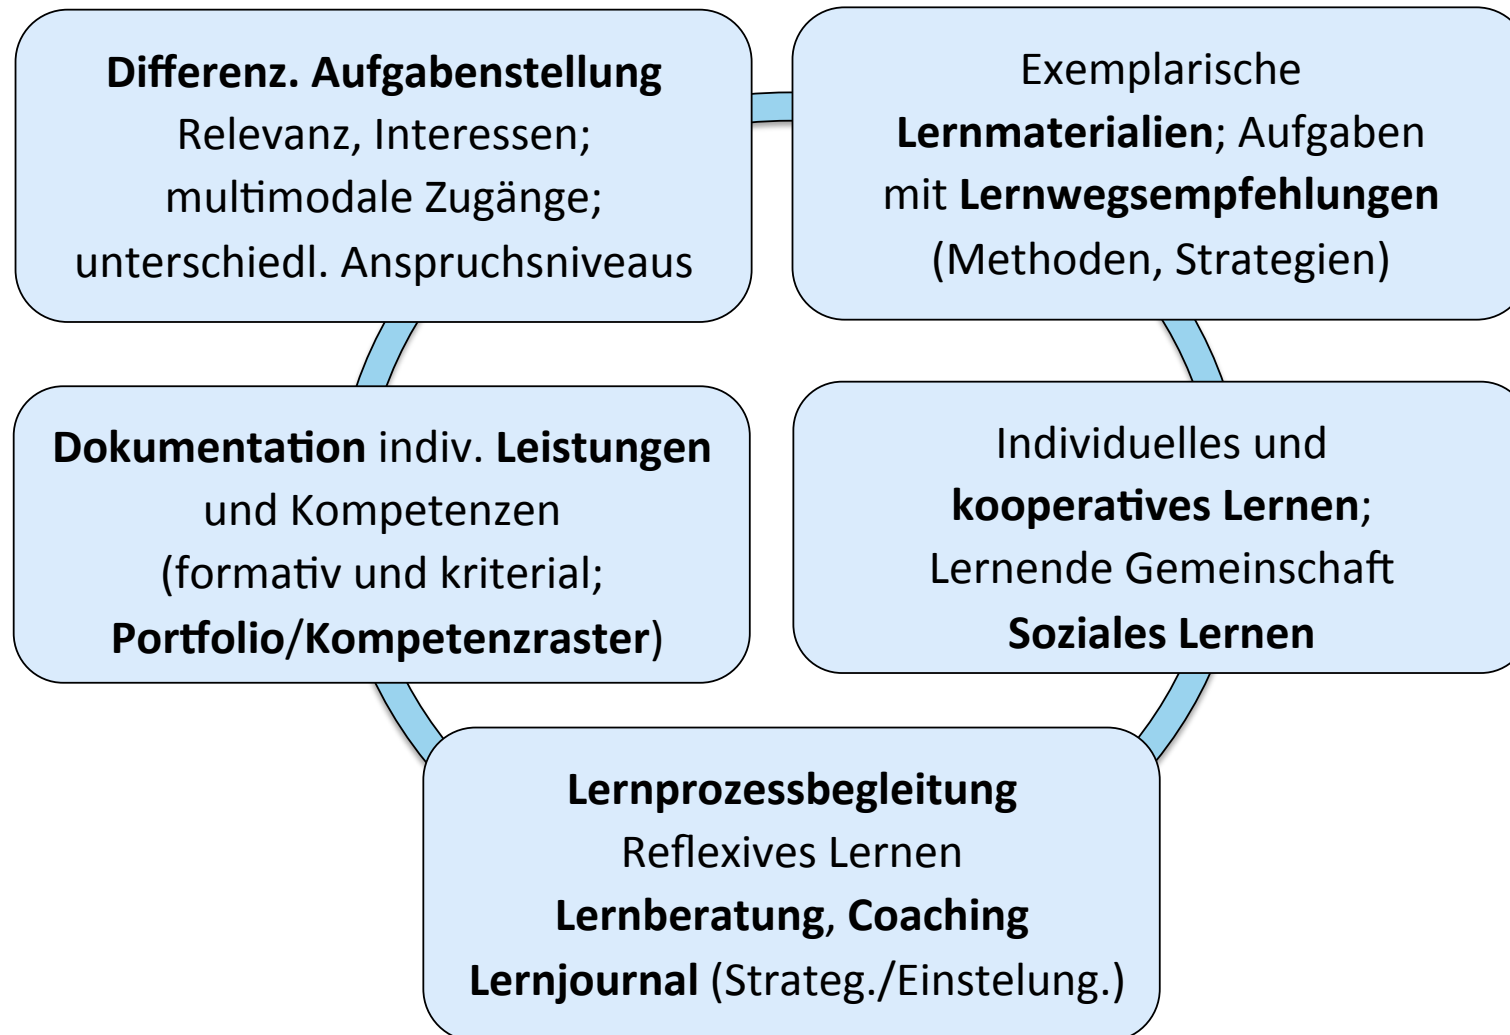 Differenz. Aufgabenstellung
Relevanz, Interessen;
multimodale Zugänge;
unterschiedl. Anspruchsniveaus
Exemplarische
Lernmaterialien; Aufgaben
mit Lernwegsempfehlungen
(Methoden, Strategien)
Dokumentation indiv. Leistungen
und Kompetenzen
(formativ und kriterial;
Portfolio/Kompetenzraster)
Individuelles und
kooperatives Lernen;
Lernende Gemeinschaft
Soziales Lernen
Lernprozessbegleitung
Reflexives Lernen
Lernberatung, Coaching
Lernjournal (Strateg./Einstelung.)